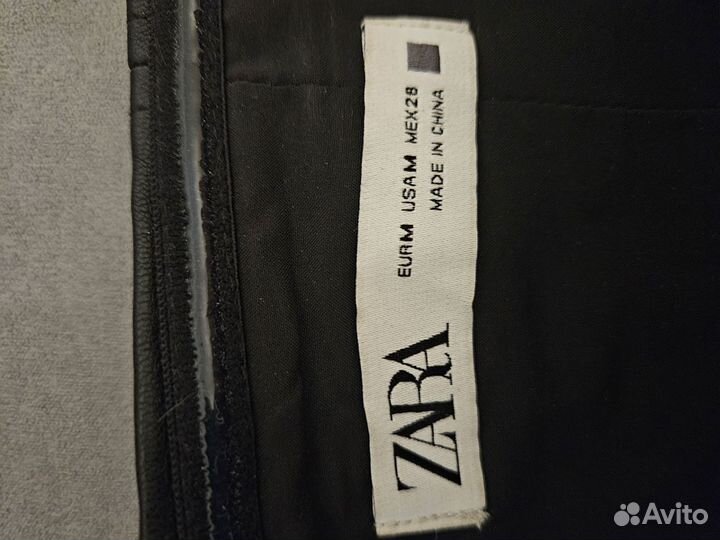 ZARA
EUR M USA M MEX 28
MADE IN CHINA
Avito